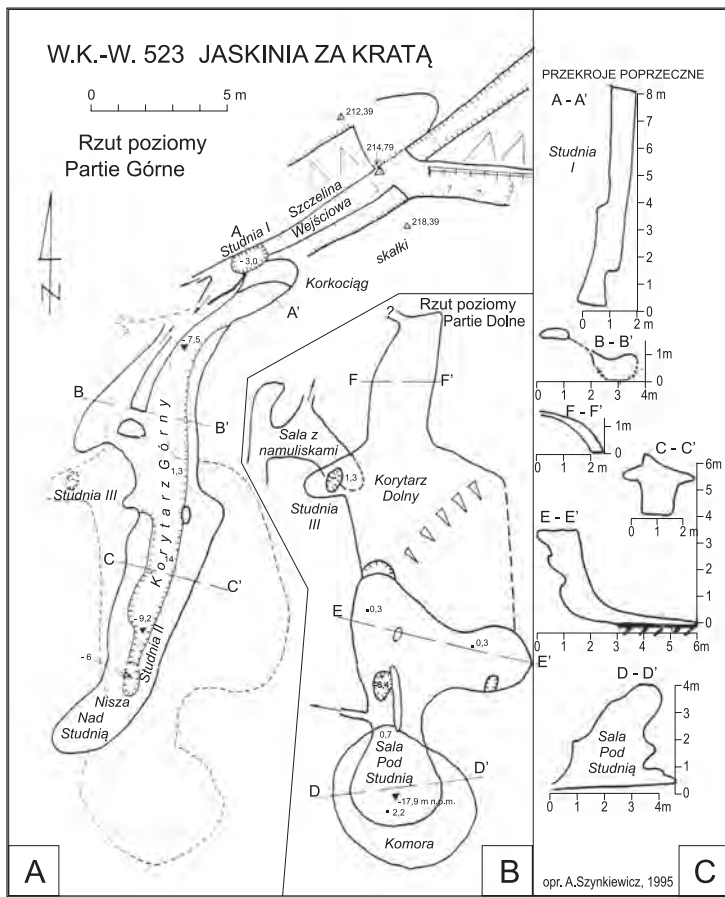 W.K.-W. 523 JASKINIA ZA KRATĄ
0 5 m
Rzut poziomy
Partie Górne
N
212,39
214,79
218,39
Szczelina
Wejściowa
skałki
A
Studnia I
- 3,0
Korkociąg
A'
- 7,5
B
B'
1,3
Studnia III
Korytarz Górny
14
C
C'
- 9,2
Studnia II
- 6
Nisza
Nad
Studnią
A
Rzut poziomy
Partie Dolne
?
F
F'
Sala z
namuliskami
1,3
Studnia
III
Korytarz
Dolny
E
0,3
0,3
E'
0,7
Sala
Pod
Studnią
D
D'
-17,9 m n.p.m.
2,2
Komora
B
PRZEKROJE POPRZECZNE
A - A'
Studnia
I
8 m
7
6
5
4
3
2
1
0
0 1 2 m
B - B'
1m
0
0 1 2 3 4m
F - F'
1m
0
0 1 2m
C - C'
6m
5
4
0 1 2m
E - E'
4
3
2
1
0
0 1 2 3 4 5 6m
D - D'
Sala
Pod
Studnią
4m
3
2
1
0
0 1 2 3 4m
opr. A.Szynkiewicz, 1995
C